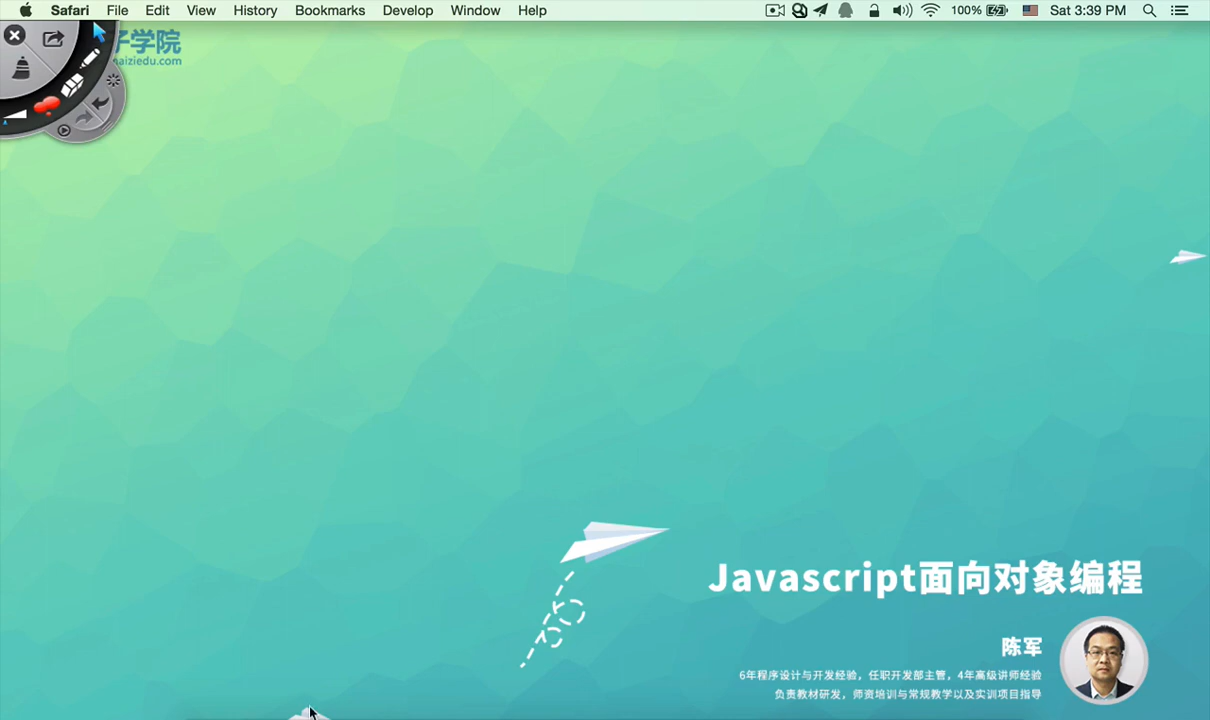 Safari File Edit View History Bookmarks Develop Window Help 100% Sat 3:39 PM
子学院
aiziedu.com
Javascript面向对象编程
陈军
6年程序设计与开发经验，任职开发部主管，4年高级讲师经验
负责教材研发，师资培训与常规教学以及实训项目指导